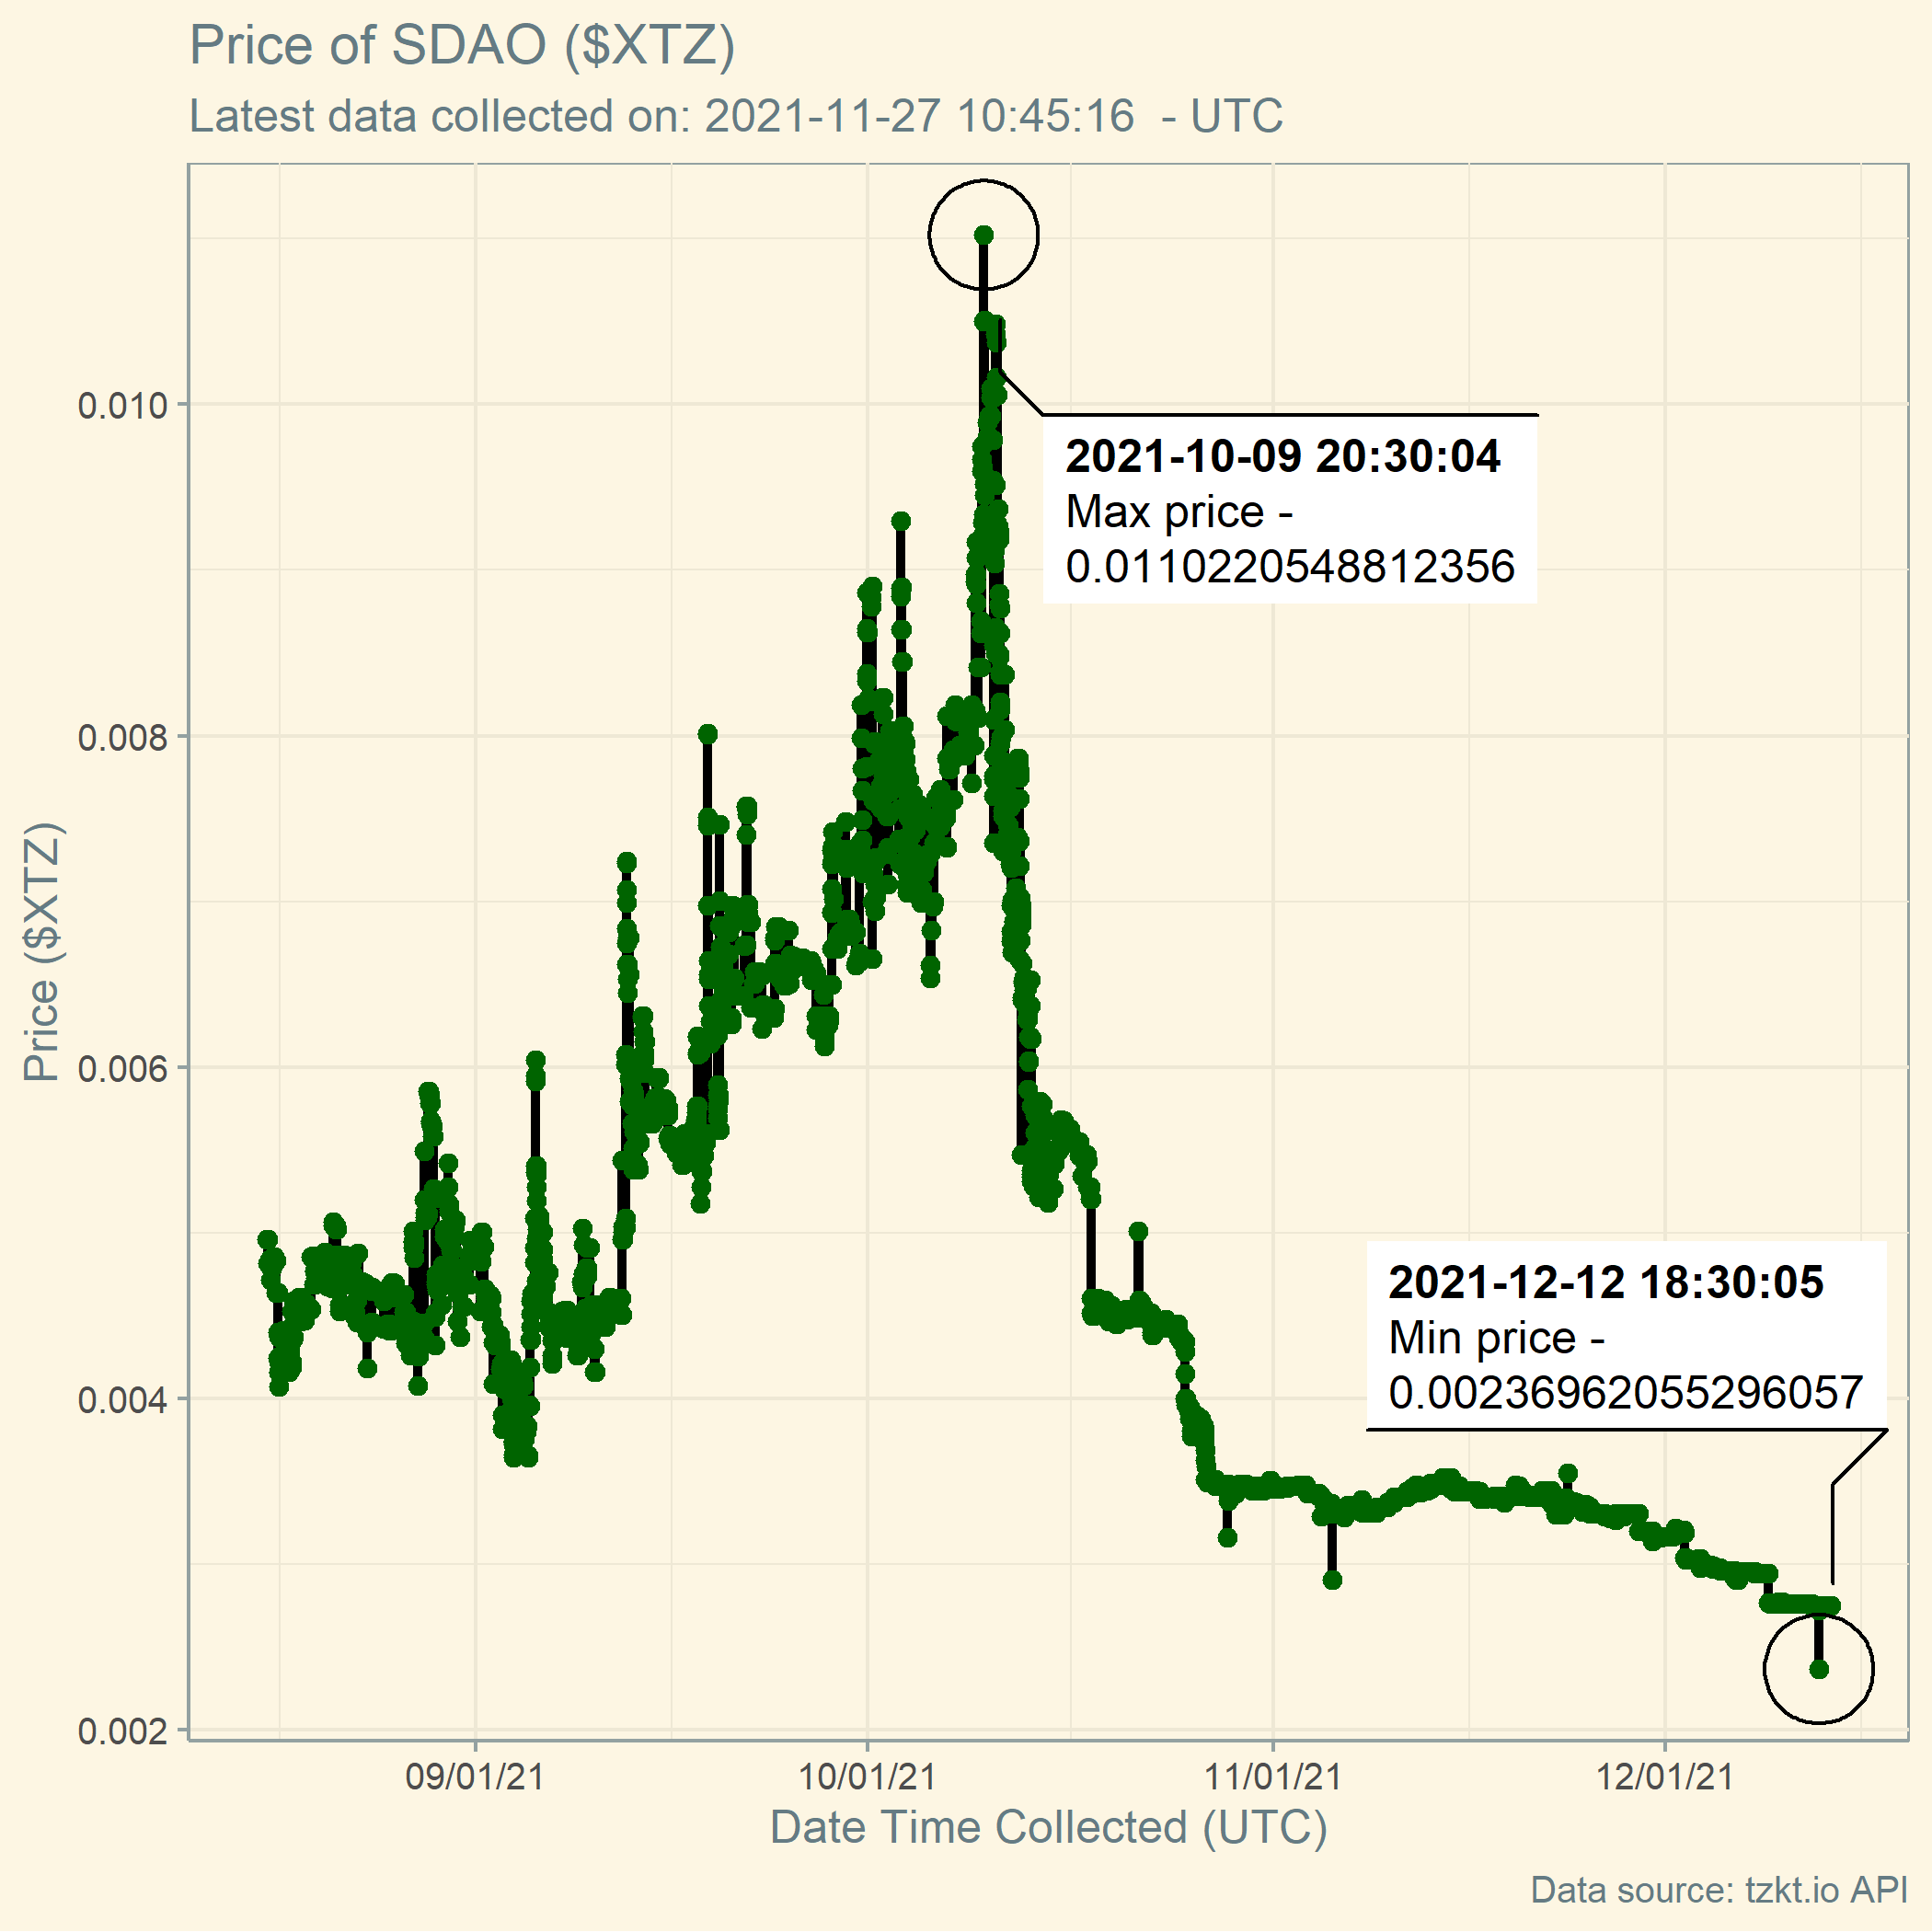 Price of SDAO ($XTZ)
Latest data collected on: 2021-11-27 10:45:16  - UTC
0.010
0.008
0.006
0.004
0.002
Price ($XTZ)
2021-10-09 20:30:04
Max price -
0.0110220548812356
2021-12-12 18:30:05
Min price -
0.002369962055296057
09/01/21
10/01/21
11/01/21
12/01/21
Date Time Collected (UTC)
Data source: tzkt.io API